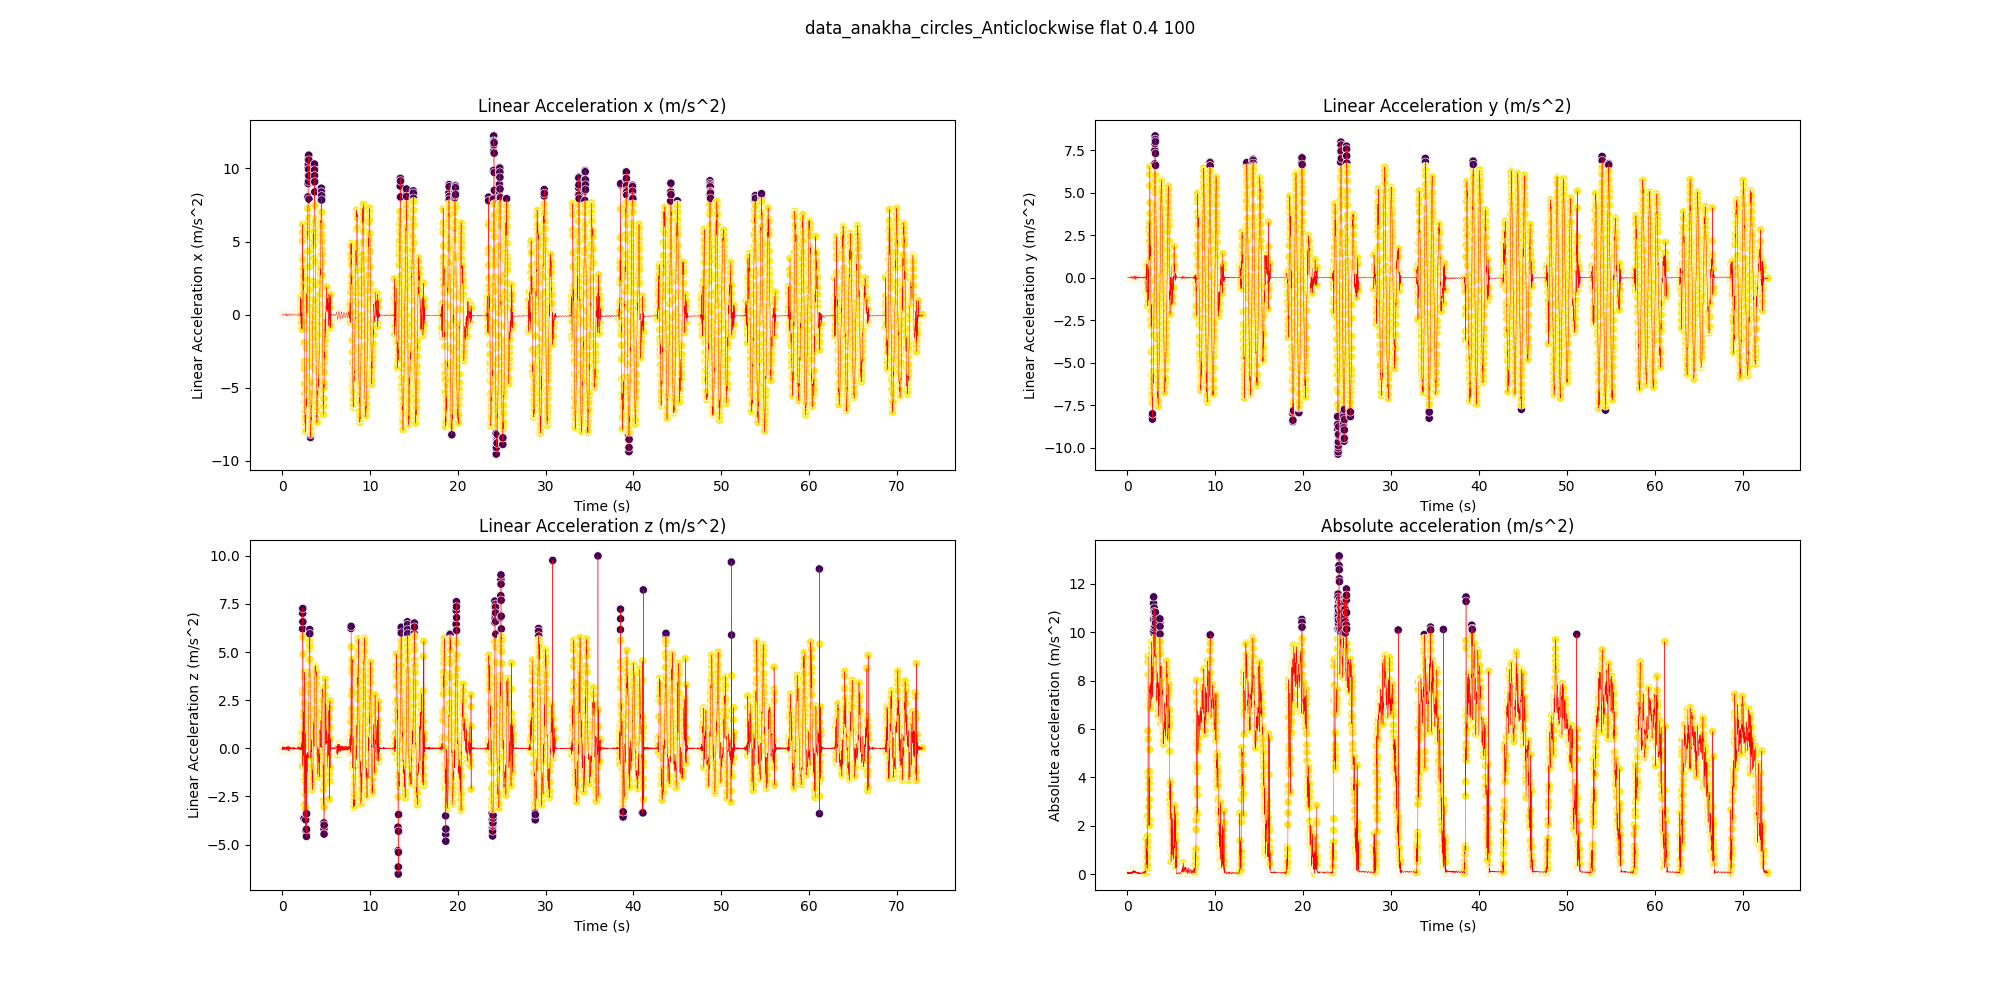 data_anakha_circles_Anticlockwise flat 0.4 100
Linear Acceleration x (m/s^2)
Linear Acceleration x (m/s^2)
10
5
0
−5
−10
0 10 20 30 40 50 60 70
Time (s)
Linear Acceleration y (m/s^2)
Linear Acceleration y (m/s^2)
7.5
5.0
2.5
0.0
−2.5
−5.0
−7.5
−10.0
0 10 20 30 40 50 60 70
Time (s)
Linear Acceleration z (m/s^2)
Linear Acceleration z (m/s^2)
10.0
7.5
5.0
2.5
0.0
−2.5
−5.0
0 10 20 30 40 50 60 70
Time (s)
Absolute acceleration (m/s^2)
Absolute acceleration (m/s^2)
12
10
8
6
4
2
0
0 10 20 30 40 50 60 70
Time (s)